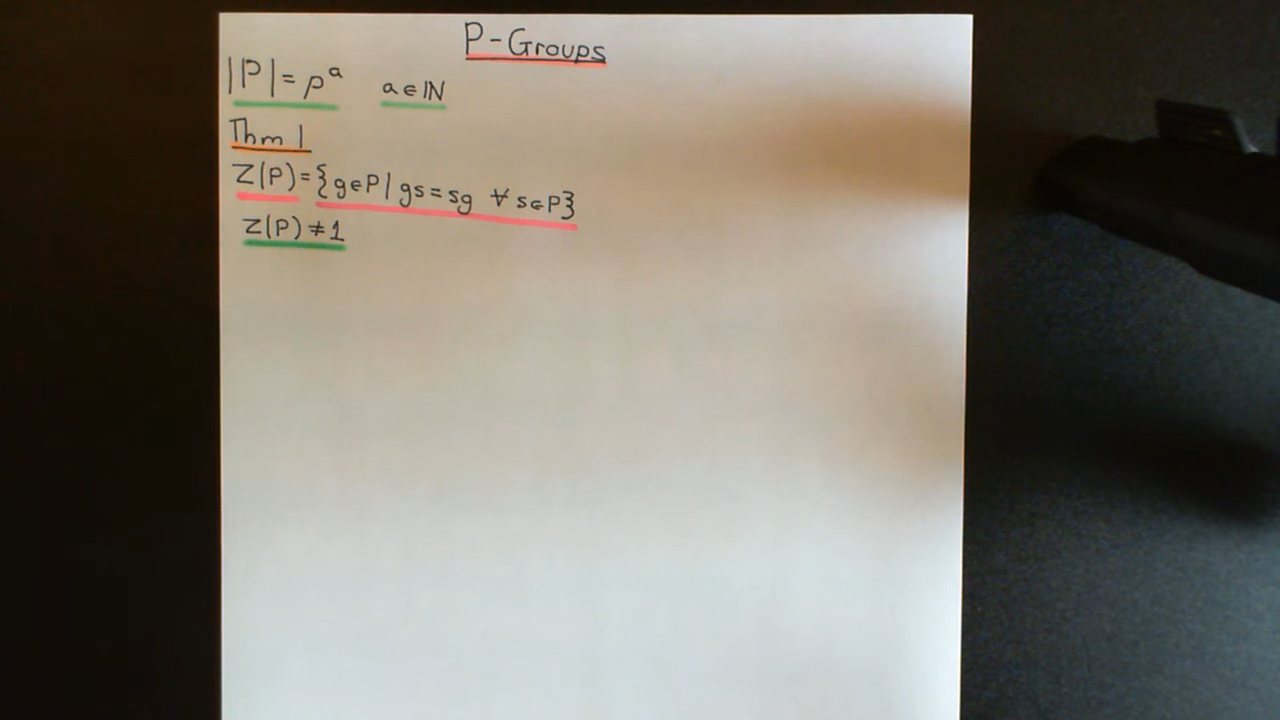 P-Groups
|P| = p^a a ∈ ℕ
Thm 1
Z(P) = {g∈P | gs = sg ∀ s∈P}
Z(P) ≠ 1